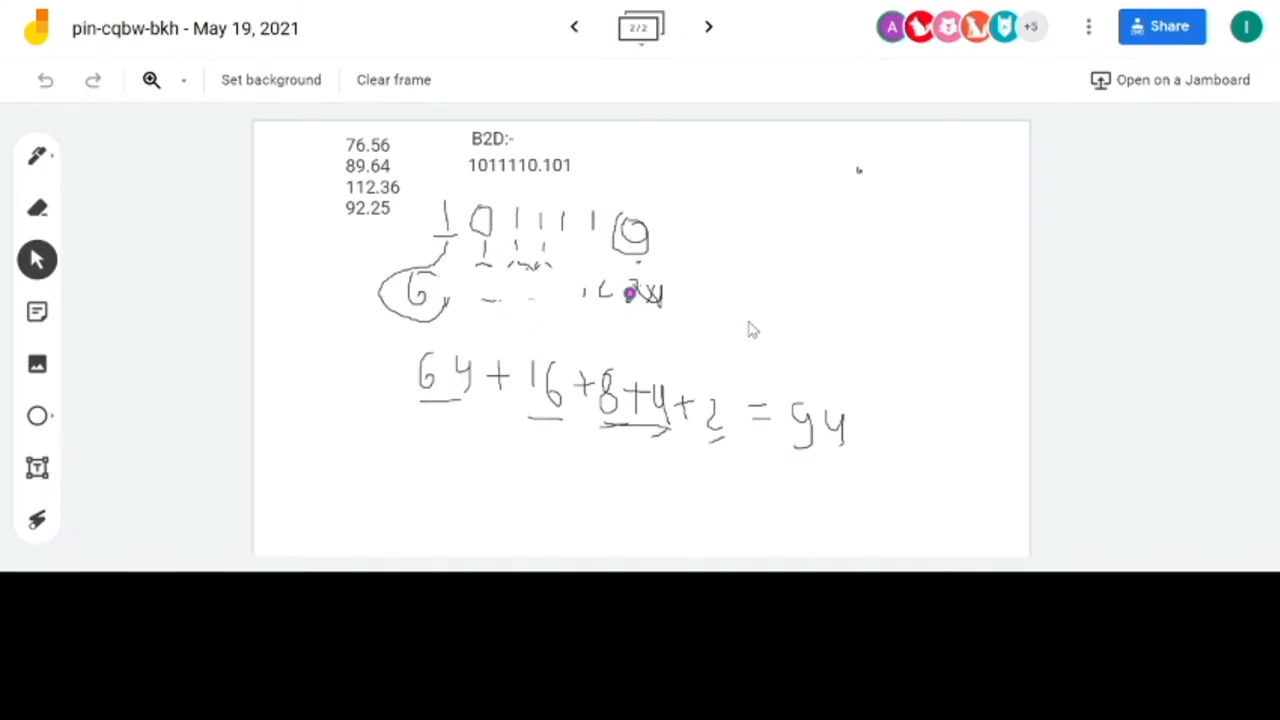 pin-cqbw-bkh - May 19, 2021
2/2
A
+5
Share
I
Set background
Clear frame
Open on a Jamboard
76.56
89.64
112.36
92.25
B2D:-
1011110.101
1 0 1 1 1 1 0
6
64 + 16 + 8 + 4 + 2 = 94